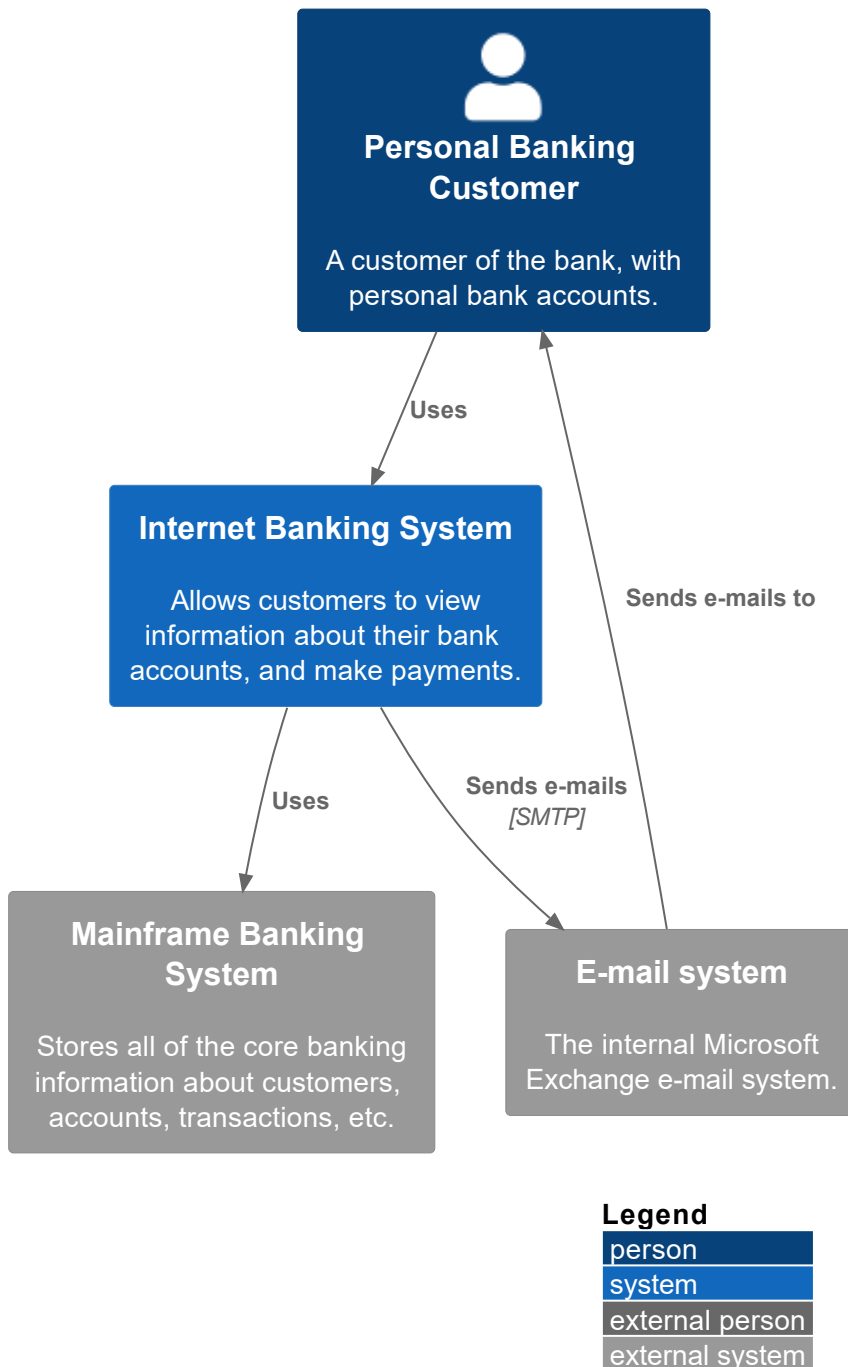 Personal Banking
Customer
A customer of the bank, with
personal bank accounts.
Uses
Internet Banking System
Allows customers to view
information about their bank
accounts, and make payments.
Sends e-mails to
Uses
Sends e-mails
[SMTP]
Mainframe Banking
System
Stores all of the core banking
information about customers,
accounts, transactions, etc.
E-mail system
The internal Microsoft
Exchange e-mail system.
Legend
person
system
external person
external system